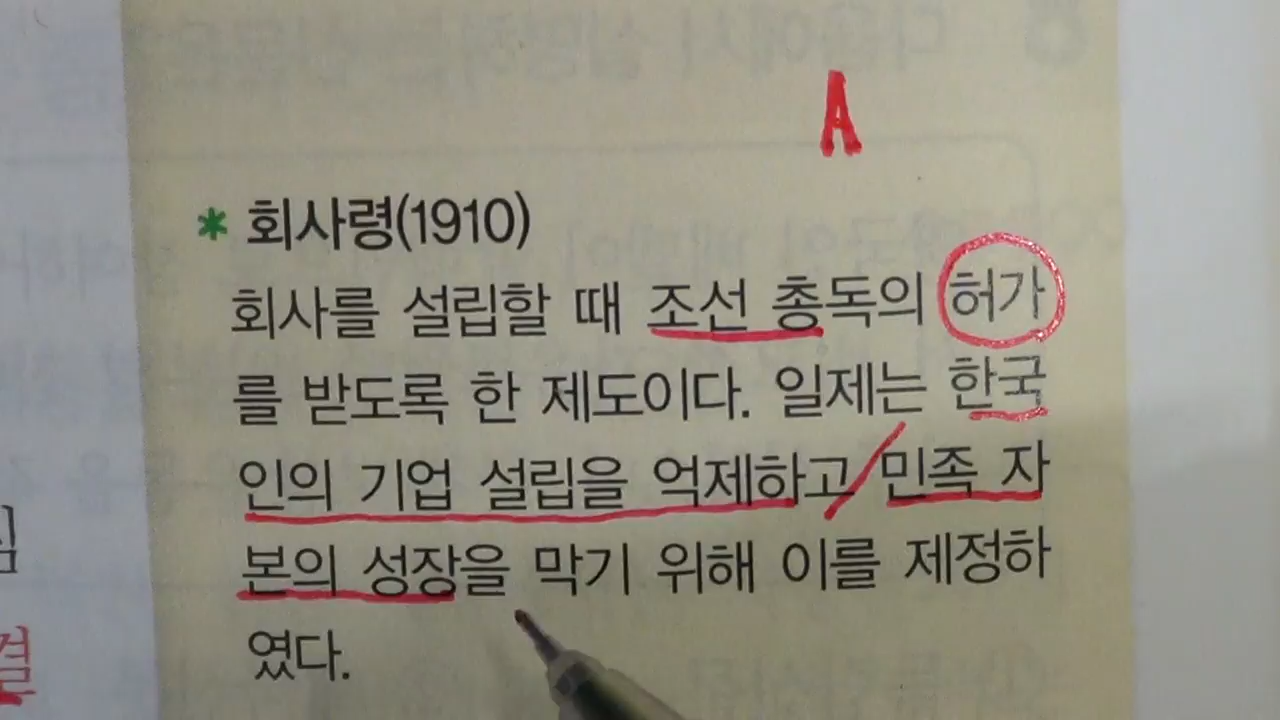 A
* 회사령(1910)
회사를 설립할 때 조선 총독의 허가
를 받도록 한 제도이다. 일제는 한국
인의 기업 설립을 억제하고 민족 자
본의 성장을 막기 위해 이를 제정하
였다.